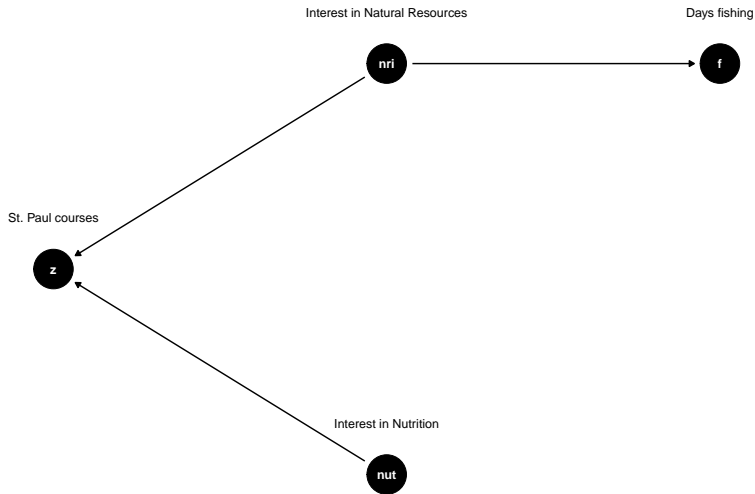 Interest in Natural Resources
Days fishing
nri
f
St. Paul courses
z
Interest in Nutrition
nut